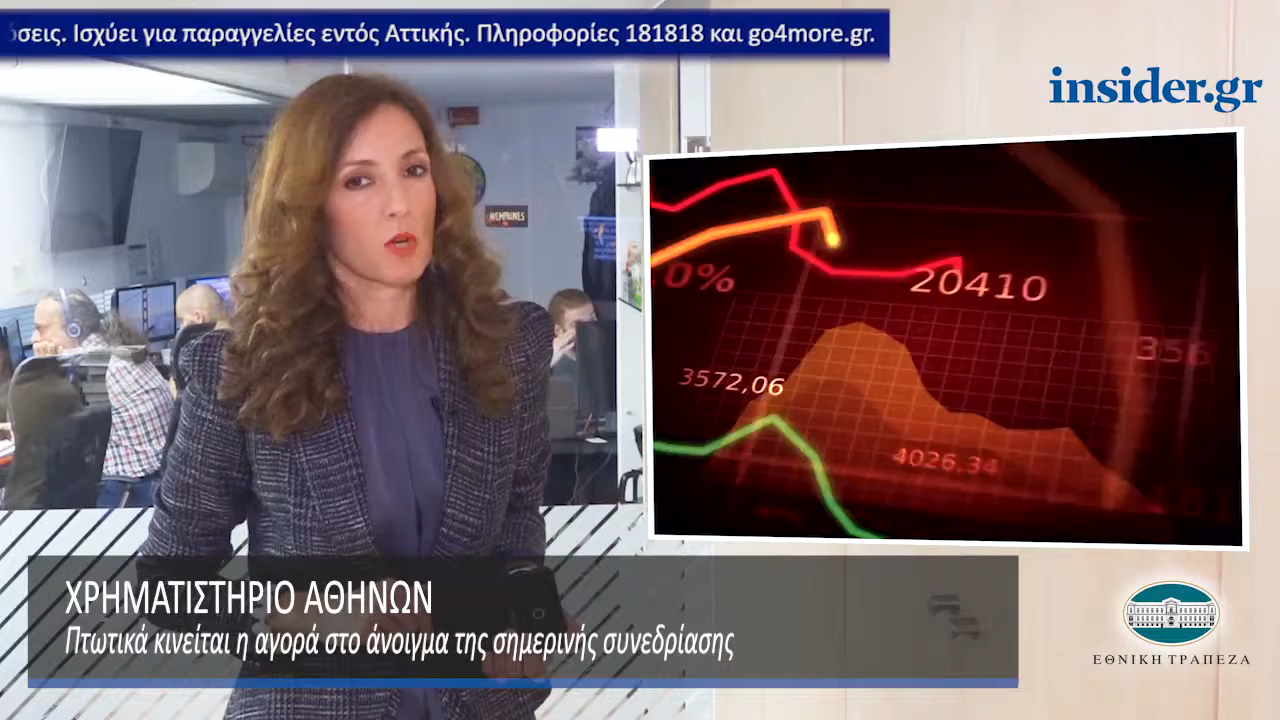 σεις. Ισχύει για παραγγελίες εντός Αττικής. Πληροφορίες 181818 και go4more.gr.
insider.gr
0%
20410
356
3572,06
4026,34
ΧΡΗΜΑΤΙΣΤΗΡΙΟ ΑΘΗΝΩΝ
Πτωτικά κινείται η αγορά στο άνοιγμα της σημερινής συνεδρίασης
ΕΘΝΙΚΗ ΤΡΑΠΕΖΑ